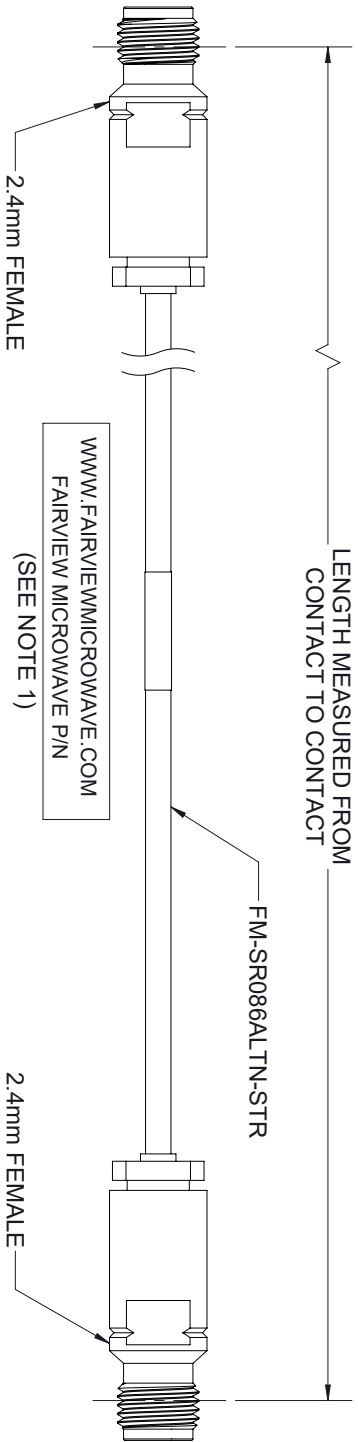 LENGTH MEASURED FROM
CONTACT TO CONTACT
FM-SR086ALTN-STR
WWW.FAIRVIEWMICROWAVE.COM
FAIRVIEW MICROWAVE P/N
(SEE NOTE 1)
2.4mm FEMALE
2.4mm FEMALE